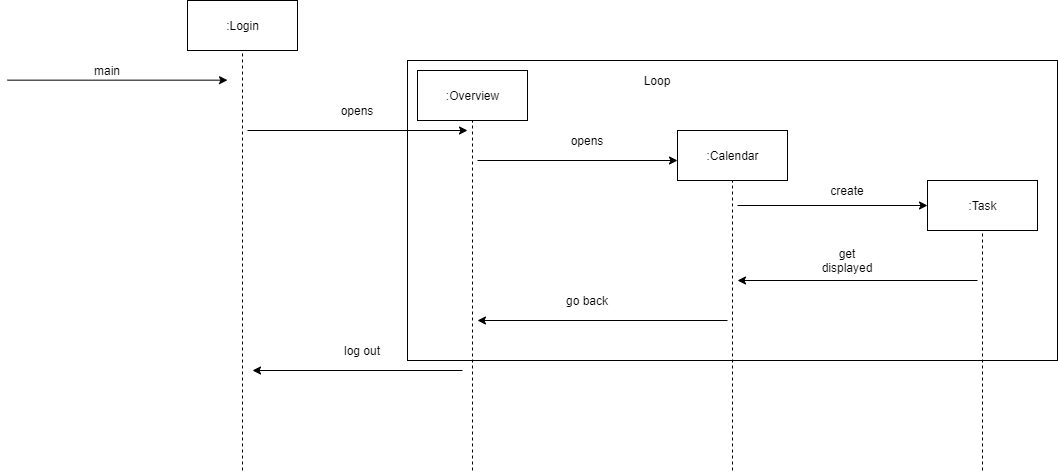 :Login
main
Loop
:Overview
opens
opens
:Calendar
create
:Task
get
displayed
go back
log out